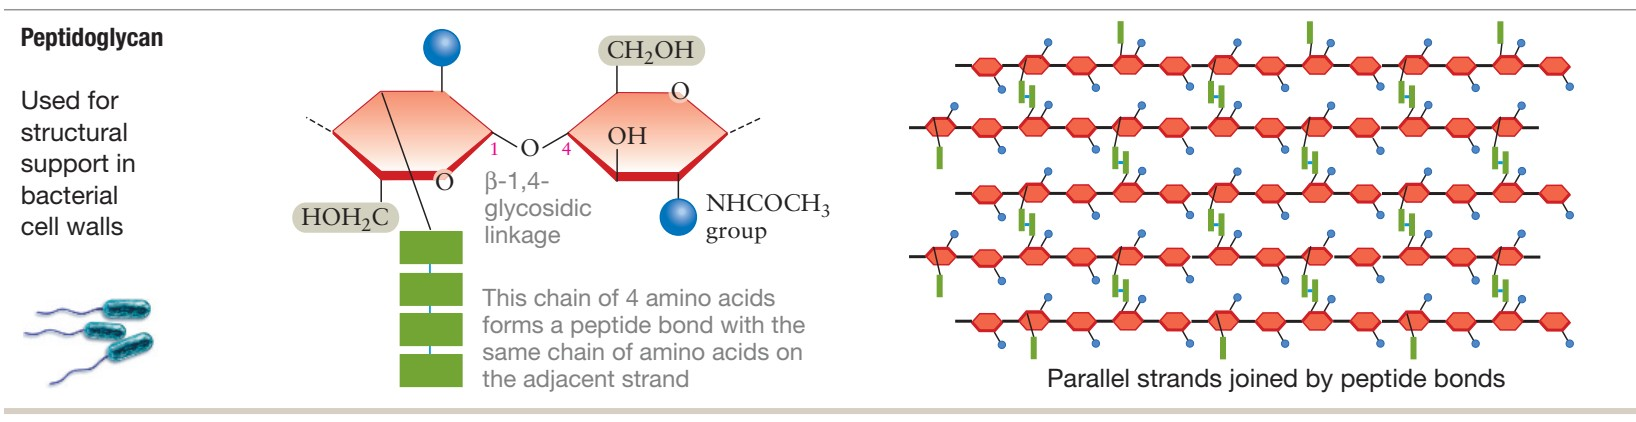 Peptidoglycan
Used for
structural
support in
bacterial
cell walls
CH₂OH
O
OH
1
O
4
O
HOH₂C
β-1,4-
glycosidic
linkage
NHCOCH₃
group
This chain of 4 amino acids
forms a peptide bond with the
same chain of amino acids on
the adjacent strand
Parallel strands joined by peptide bonds